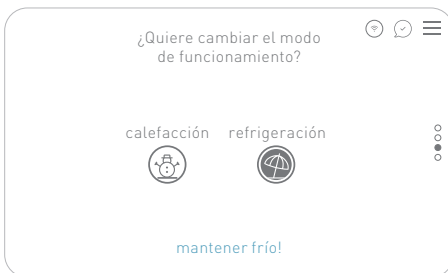 ¿Quiere cambiar el modo
de funcionamiento?
calefacción refrigeración
mantener frío!